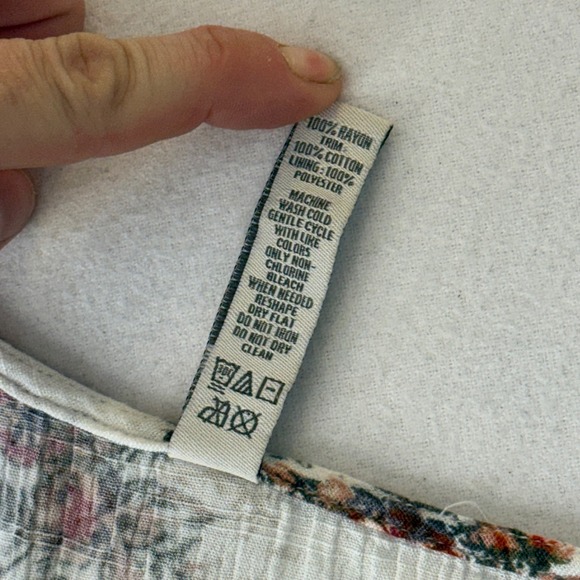 100% RAYON
TRIM:
100% COTTON
LINING: 100%
POLYESTER
MACHINE
WASH COLD
GENTLE CYCLE
WITH LIKE
COLORS
ONLY NON-
CHLORINE
BLEACH
WHEN NEEDED
RESHAPE
DRY FLAT
DO NOT IRON
DO NOT DRY
CLEAN
30C